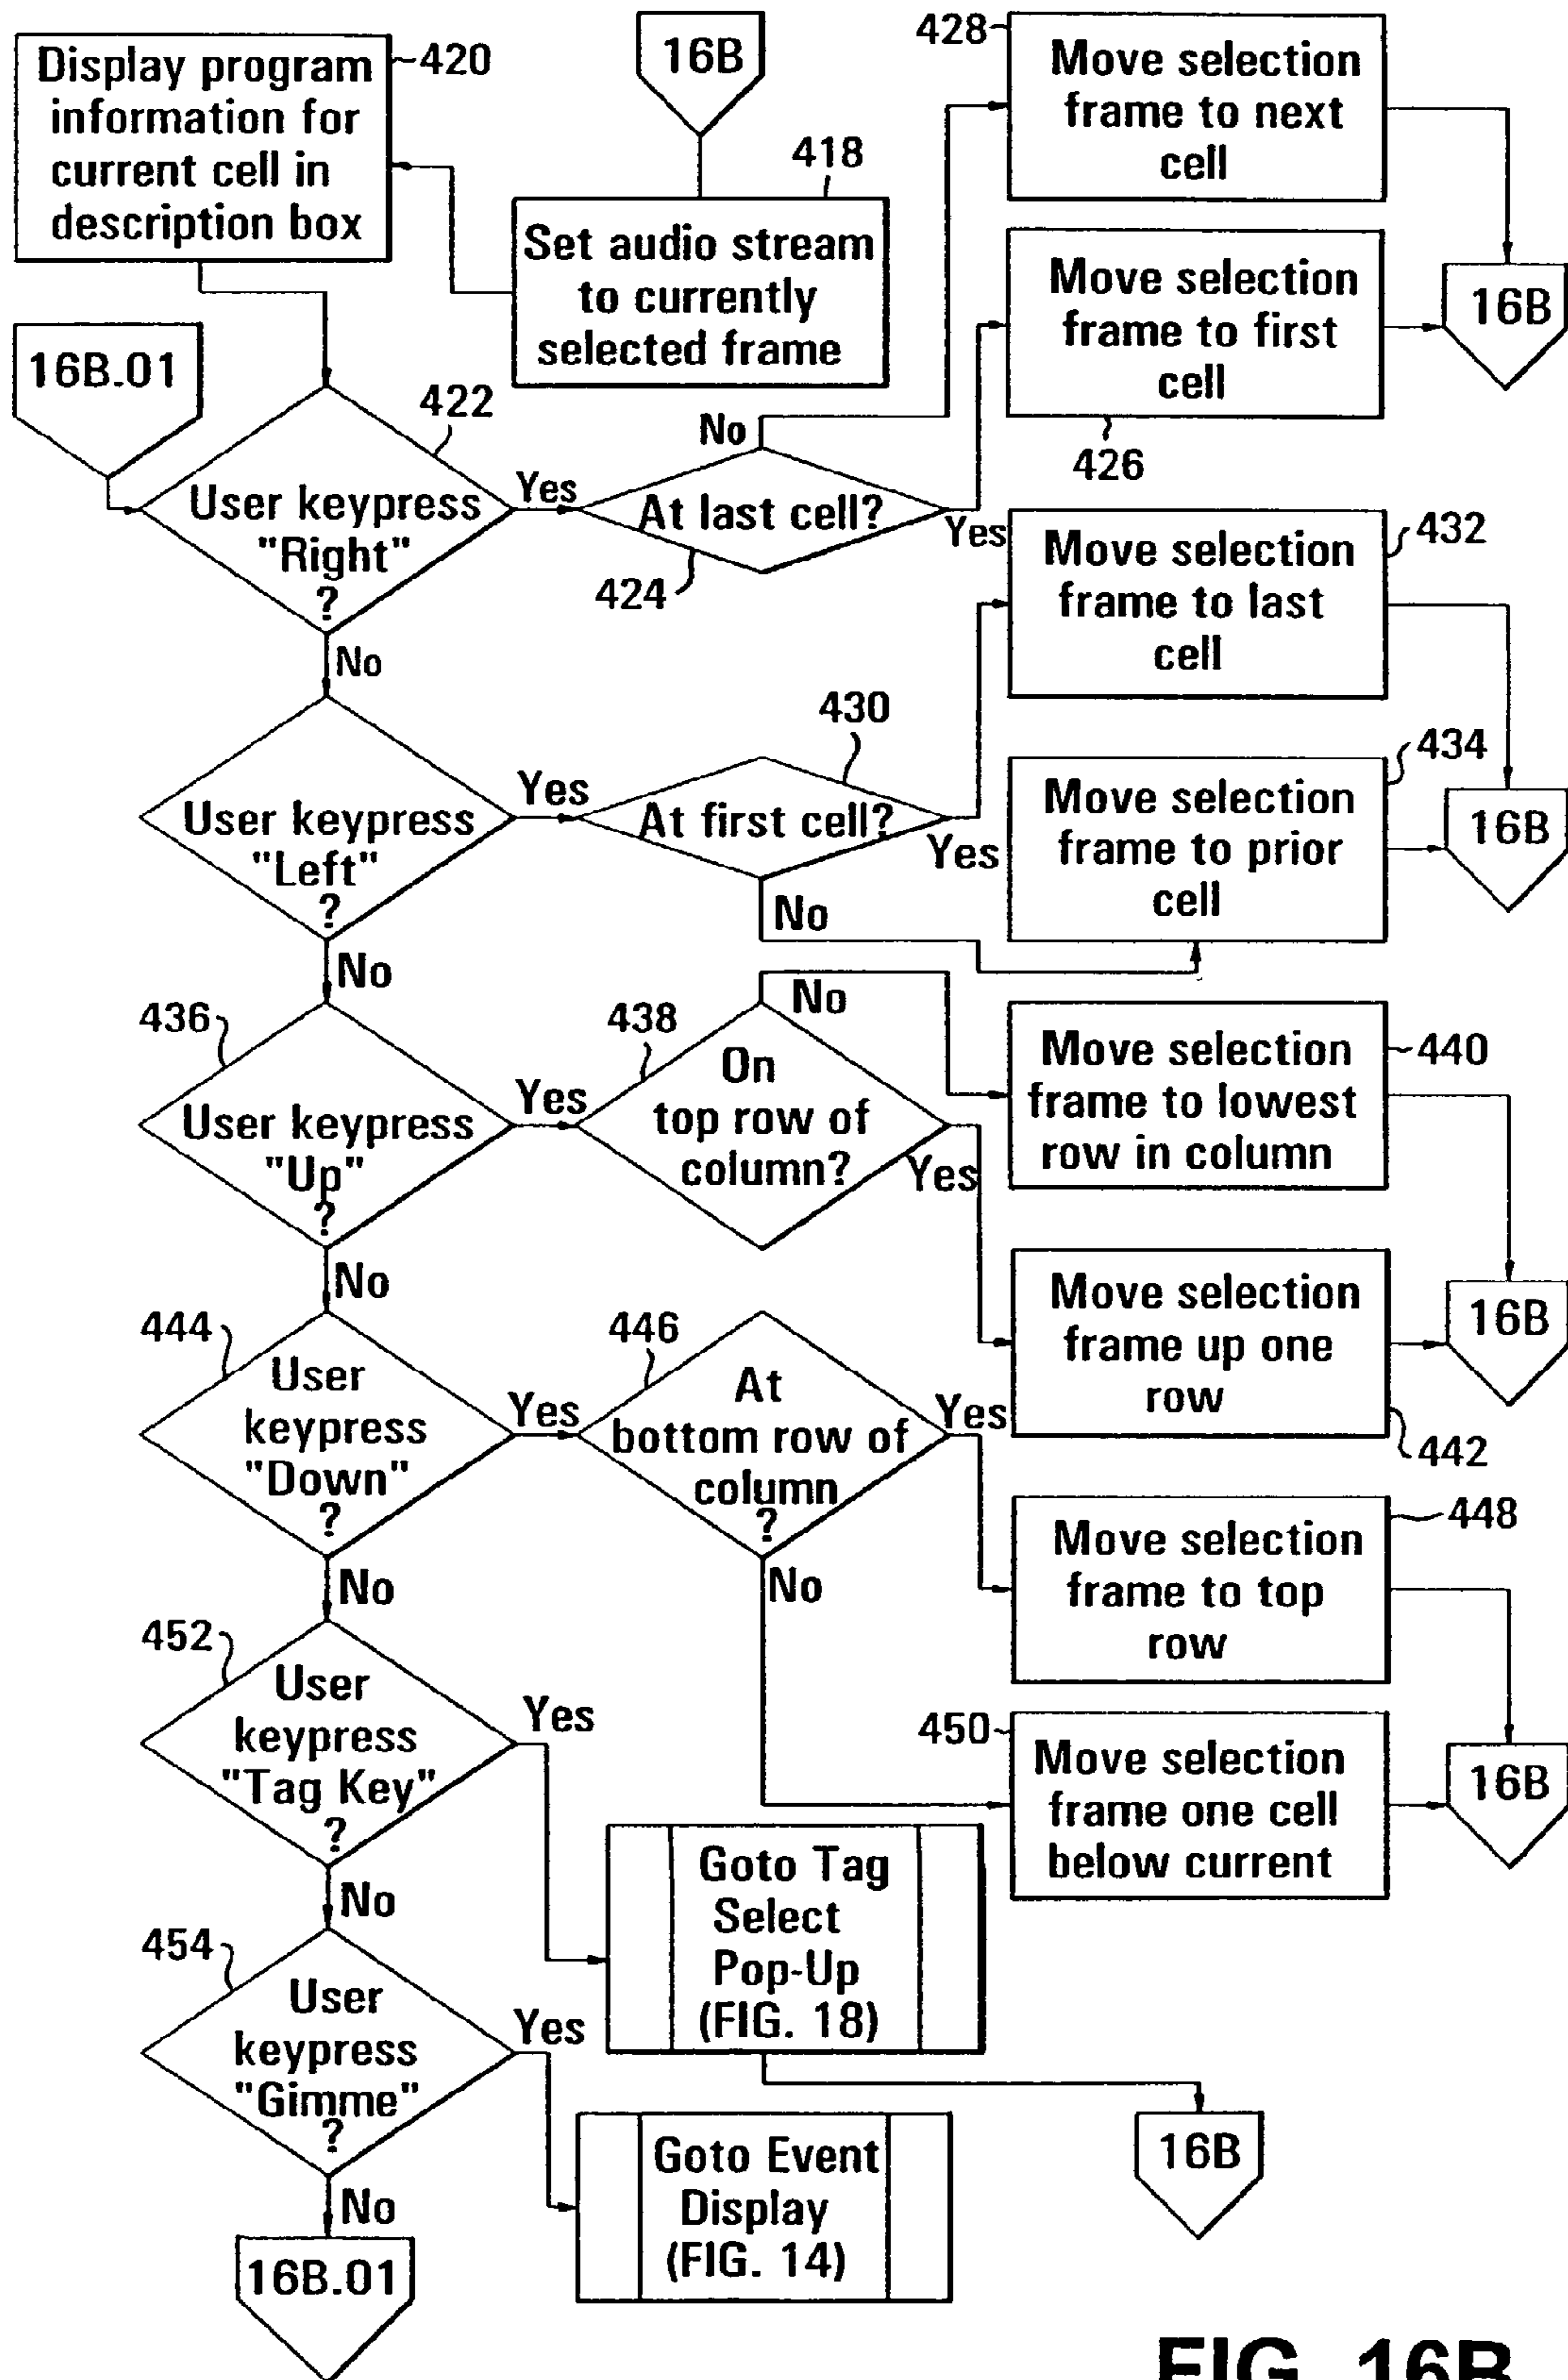 Display program
information for
current cell in
description box
420
16B
418
Set audio stream
to currently
selected frame
428
Move selection
frame to next
cell
Move selection
frame to first
cell
426
16B
16B.01
422
User keypress
"Right"
?
Yes
No
At last cell?
424
Yes
No
Move selection
frame to last
cell
432
User keypress
"Left"
?
Yes
430
At first cell?
Yes
No
Move selection
frame to prior
cell
434
16B
No
436
User keypress
"Up"
?
Yes
438
On
top row of
column?
No
Yes
Move selection
frame to lowest
row in column
440
Move selection
frame up one
row
442
16B
No
444
User
keypress
"Down"
?
Yes
446
At
bottom row of
column
?
Yes
No
Move selection
frame to top
row
448
450
Move selection
frame one cell
below current
16B
No
452
User
keypress
"Tag Key"
?
Yes
Goto Tag
Select
Pop-Up
(FIG. 18)
16B
No
454
User
keypress
"Gimme"
?
Yes
Goto Event
Display
(FIG. 14)
No
16B.01
FIG. 16B